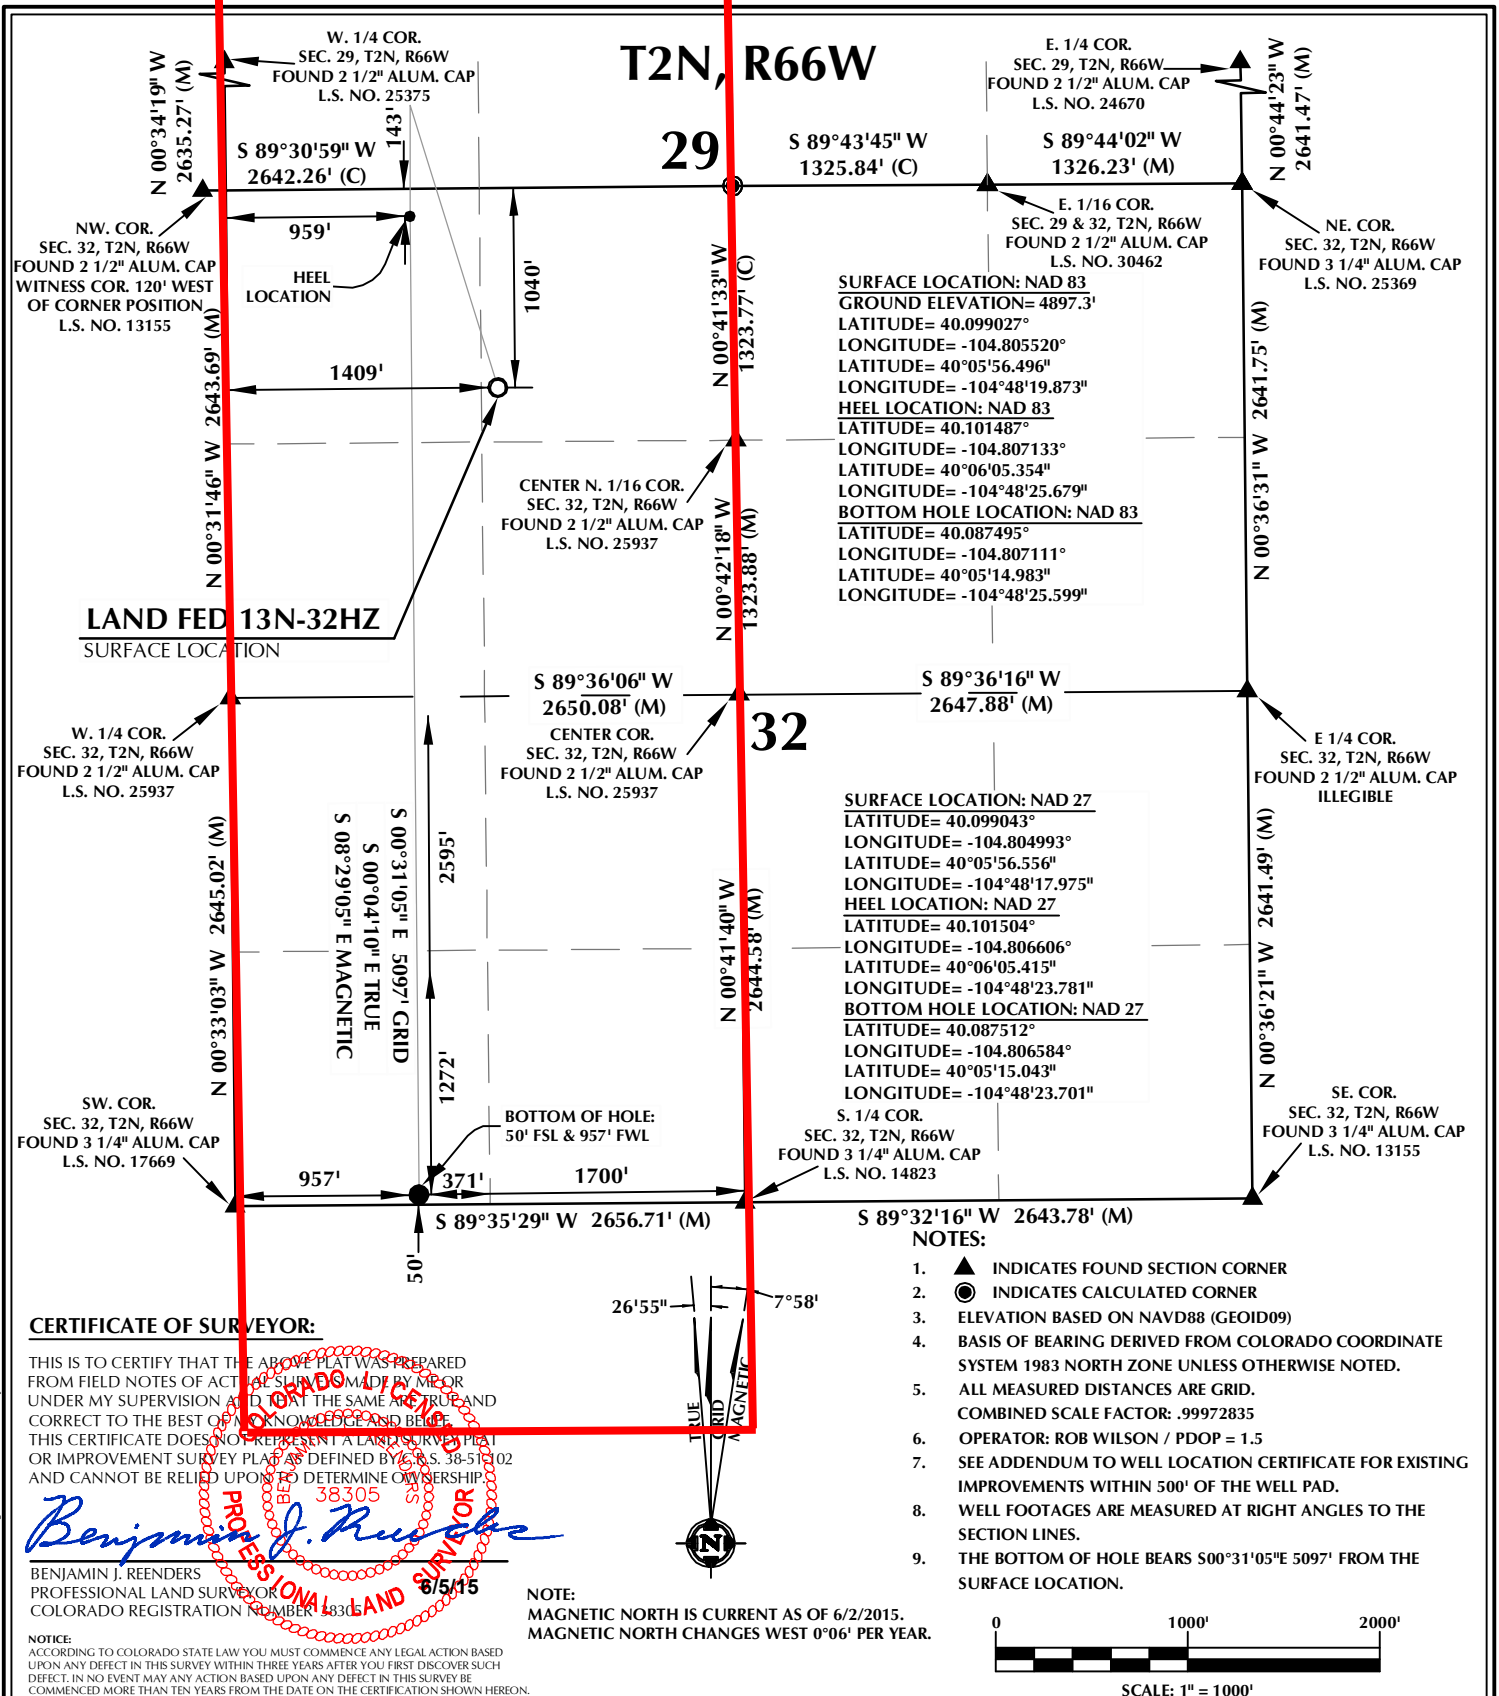 T2N, R66W
29
32
W. 1/4 COR.
SEC. 29, T2N, R66W
FOUND 2 1/2" ALUM. CAP
L.S. NO. 25375
E. 1/4 COR.
SEC. 29, T2N, R66W
FOUND 2 1/2" ALUM. CAP
L.S. NO. 24670
N 00°34'19" W
2635.27' (M)
N 00°44'23" W
2641.47' (M)
S 89°30'59" W
2642.26' (C)
143'
S 89°43'45" W
1325.84' (C)
S 89°44'02" W
1326.23' (M)
NW. COR.
SEC. 32, T2N, R66W
FOUND 2 1/2" ALUM. CAP
WITNESS COR. 120' WEST
OF CORNER POSITION
L.S. NO. 13155
959'
HEEL
LOCATION
1040'
1409'
E. 1/16 COR.
SEC. 29 & 32, T2N, R66W
FOUND 2 1/2" ALUM. CAP
L.S. NO. 30462
NE. COR.
SEC. 32, T2N, R66W
FOUND 3 1/4" ALUM. CAP
L.S. NO. 25369
N 00°41'33" W
1323.77' (C)
SURFACE LOCATION: NAD 83
GROUND ELEVATION= 4897.3'
LATITUDE= 40.099027°
LONGITUDE= -104.805520°
LATITUDE= 40°05'56.496"
LONGITUDE= -104°48'19.873"
HEEL LOCATION: NAD 83
LATITUDE= 40.101487°
LONGITUDE= -104.807133°
LATITUDE= 40°06'05.354"
LONGITUDE= -104°48'25.679"
BOTTOM HOLE LOCATION: NAD 83
LATITUDE= 40.087495°
LONGITUDE= -104.807111°
LATITUDE= 40°05'14.983"
LONGITUDE= -104°48'25.599"
N 00°31'46" W 2643.69' (M)
N 00°36'31" W 2641.75' (M)
CENTER N. 1/16 COR.
SEC. 32, T2N, R66W
FOUND 2 1/2" ALUM. CAP
L.S. NO. 25937
N 00°42'18" W
1323.88' (M)
LAND FED 13N-32HZ
SURFACE LOCATION
S 89°36'06" W
2650.08' (M)
S 89°36'16" W
2647.88' (M)
W. 1/4 COR.
SEC. 32, T2N, R66W
FOUND 2 1/2" ALUM. CAP
L.S. NO. 25937
CENTER COR.
SEC. 32, T2N, R66W
FOUND 2 1/2" ALUM. CAP
L.S. NO. 25937
E 1/4 COR.
SEC. 32, T2N, R66W
FOUND 2 1/2" ALUM. CAP
ILLEGIBLE
N 00°33'03" W 2645.02' (M)
S 00°31'05" E 5097' GRID
S 00°04'10" E TRUE
S 08°29'05" E MAGNETIC
2595'
1272'
N 00°41'40" W
2644.58' (M)
SURFACE LOCATION: NAD 27
LATITUDE= 40.099043°
LONGITUDE= -104.804993°
LATITUDE= 40°05'56.556"
LONGITUDE= -104°48'17.975"
HEEL LOCATION: NAD 27
LATITUDE= 40.101504°
LONGITUDE= -104.806606°
LATITUDE= 40°06'05.415"
LONGITUDE= -104°48'23.781"
BOTTOM HOLE LOCATION: NAD 27
LATITUDE= 40.087512°
LONGITUDE= -104.806584°
LATITUDE= 40°05'15.043"
LONGITUDE= -104°48'23.701"
N 00°36'21" W 2641.49' (M)
SW. COR.
SEC. 32, T2N, R66W
FOUND 3 1/4" ALUM. CAP
L.S. NO. 17669
BOTTOM OF HOLE:
50' FSL & 957' FWL
S. 1/4 COR.
SEC. 32, T2N, R66W
FOUND 3 1/4" ALUM. CAP
L.S. NO. 14823
SE. COR.
SEC. 32, T2N, R66W
FOUND 3 1/4" ALUM. CAP
L.S. NO. 13155
957'
371'
1700'
50'
S 89°35'29" W 2656.71' (M)
S 89°32'16" W 2643.78' (M)
NOTES:
1. INDICATES FOUND SECTION CORNER
2. INDICATES CALCULATED CORNER
3. ELEVATION BASED ON NAVD88 (GEOID09)
4. BASIS OF BEARING DERIVED FROM COLORADO COORDINATE
SYSTEM 1983 NORTH ZONE UNLESS OTHERWISE NOTED.
5. ALL MEASURED DISTANCES ARE GRID.
COMBINED SCALE FACTOR: .99972835
6. OPERATOR: ROB WILSON / PDOP = 1.5
7. SEE ADDENDUM TO WELL LOCATION CERTIFICATE FOR EXISTING
IMPROVEMENTS WITHIN 500' OF THE WELL PAD.
8. WELL FOOTAGES ARE MEASURED AT RIGHT ANGLES TO THE
SECTION LINES.
9. THE BOTTOM OF HOLE BEARS S00°31'05"E 5097' FROM THE
SURFACE LOCATION.
26'55"
7°58'
TRUE
GRID
MAGNETIC
N
CERTIFICATE OF SURVEYOR:
THIS IS TO CERTIFY THAT THE ABOVE PLAT WAS PREPARED
FROM FIELD NOTES OF ACTUAL SURVEYS MADE BY ME OR
UNDER MY SUPERVISION AND THAT THE SAME ARE TRUE AND
CORRECT TO THE BEST OF MY KNOWLEDGE AND BELIEF.
THIS CERTIFICATE DOES NOT REPRESENT A LAND SURVEY PLAT
OR IMPROVEMENT SURVEY PLAT AS DEFINED BY C.R.S. 38-51-102
AND CANNOT BE RELIED UPON TO DETERMINE OWNERSHIP.
COLORADO LICENSED
BENJAMIN J. REENDERS
38305
PROFESSIONAL LAND SURVEYOR
Benjamin J. Reenders
6/5/15
BENJAMIN J. REENDERS
PROFESSIONAL LAND SURVEYOR
COLORADO REGISTRATION NUMBER 38305
NOTICE:
ACCORDING TO COLORADO STATE LAW YOU MUST COMMENCE ANY LEGAL ACTION BASED
UPON ANY DEFECT IN THIS SURVEY WITHIN THREE YEARS AFTER YOU FIRST DISCOVER SUCH
DEFECT. IN NO EVENT MAY ANY ACTION BASED UPON ANY DEFECT IN THIS SURVEY BE
COMMENCED MORE THAN TEN YEARS FROM THE DATE ON THE CERTIFICATION SHOWN HEREON.
NOTE:
MAGNETIC NORTH IS CURRENT AS OF 6/2/2015.
MAGNETIC NORTH CHANGES WEST 0°06' PER YEAR.
0 1000' 2000'
SCALE: 1" = 1000'